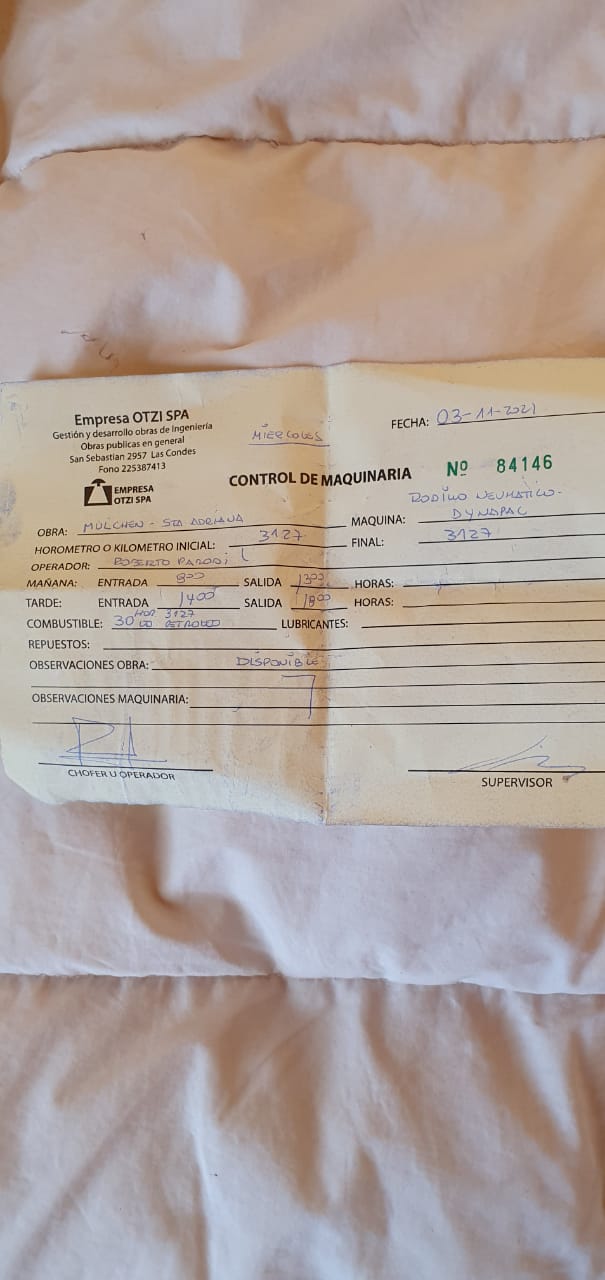 Empresa OTZI SPA
Gestión y desarrollo obras de Ingeniería
Obras publicas en general
San Sebastian 2957 Las Condes
Fono 225387413
EMPRESA
OTZI SPA
MIERCOLES
FECHA: 03-11-2021
CONTROL DE MAQUINARIA
Nº 84146
OBRA: MULCHEN - STA ADRIANA
MAQUINA: RODILLO NEUMATICO-
DYNAPAC
HOROMETRO O KILOMETRO INICIAL: 3127
FINAL: 3127
OPERADOR: ROBERTO PARODI
MAÑANA: ENTRADA 800 SALIDA 1300 HORAS:
TARDE: ENTRADA 1400 SALIDA 1800 HORAS:
COMBUSTIBLE: 30 HOR 3127
PETROLEO LUBRICANTES:
REPUESTOS:
OBSERVACIONES OBRA: DISPONIBLE
OBSERVACIONES MAQUINARIA:
CHOFER U OPERADOR
SUPERVISOR